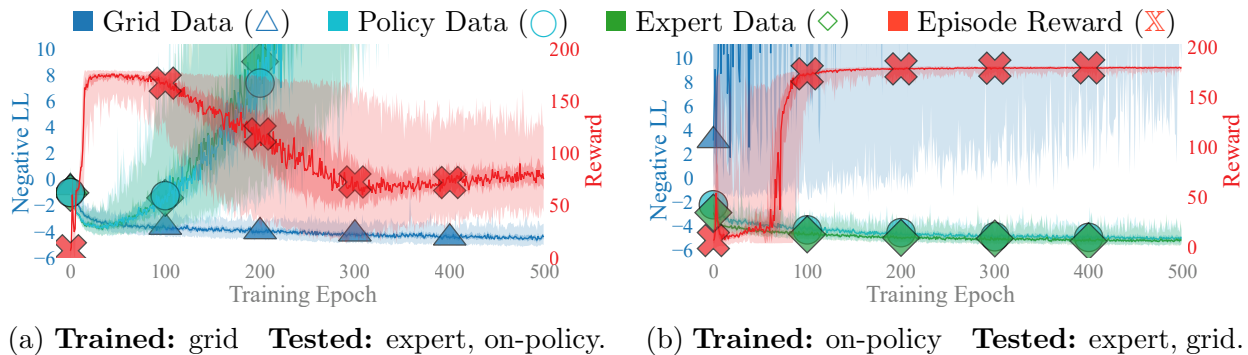 Grid Data (△) Policy Data (○) Expert Data (◇) Episode Reward (𝕏)
10 200 10 200
8 8
6 150 6 150
4 4
2 100 2 100
0 0
−2 50 −2 50
−4 −4
−6 0 −6 0
Negative LL Reward Negative LL Reward
0 100 200 300 400 500 0 100 200 300 400 500
Training Epoch Training Epoch
(a) Trained: grid Tested: expert, on-policy. (b) Trained: on-policy Tested: expert, grid.